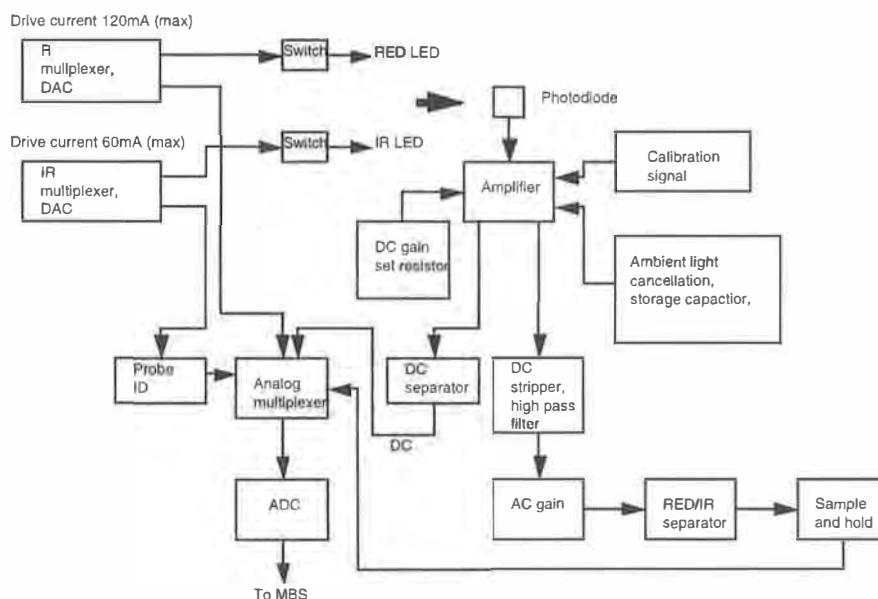 Drive current 120mA (max)
R
mulplexer,
DAC
Switch
RED LED
Photodiode
Drive current 60mA (max)
IR
multiplexer,
DAC
Switch
IR LED
Amplifier
Calibration
signal
DC gain
set resistor
Ambient light
cancellation,
storage capactior,
Probe
ID
Analog
multiplexer
DC
separator
DC
stripper,
high pass
filter
DC
ADC
AC gain
RED/IR
separator
Sample
and hold
To MBS